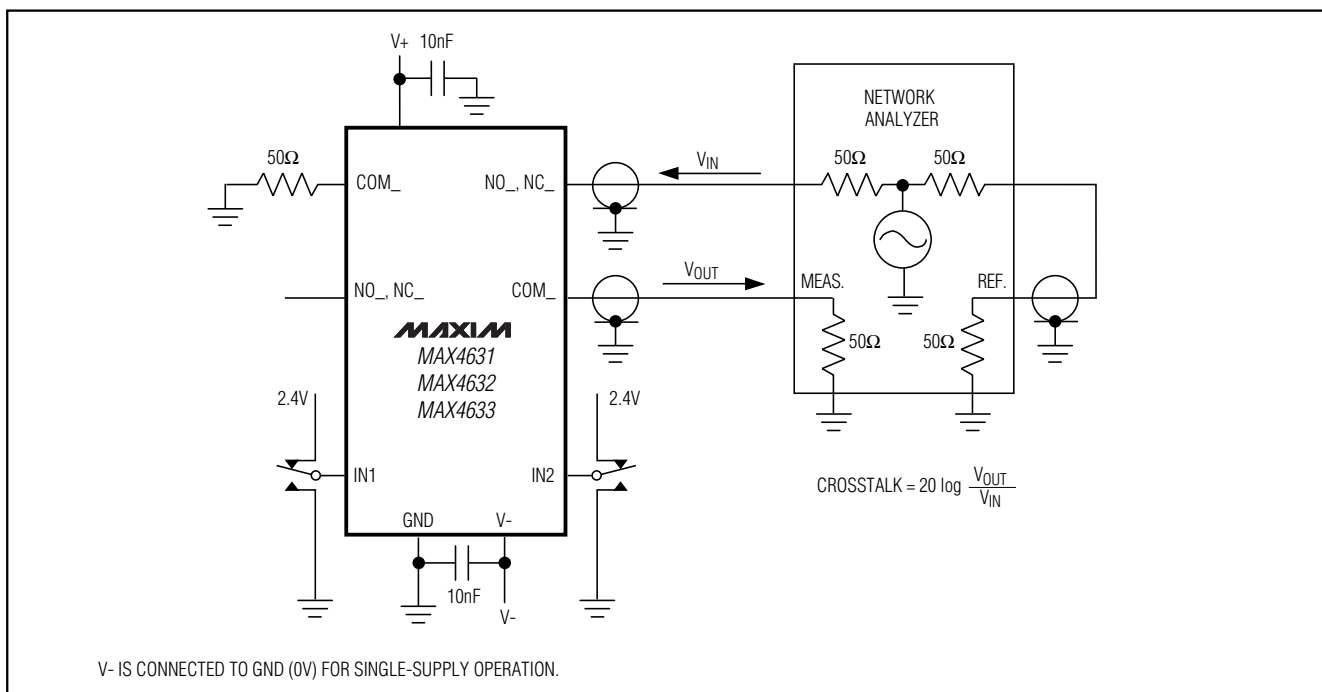 V+ 10nF
NETWORK
ANALYZER
50Ω
COM_
NO_, NC_
VIN
50Ω 50Ω
NO_, NC_
COM_
VOUT
MEAS.
REF.
50Ω
50Ω
MAXIM
MAX4631
MAX4632
MAX4633
2.4V
2.4V
IN1
IN2
CROSSTALK = 20 log VOUT
VIN
GND
V-
10nF
V-
V- IS CONNECTED TO GND (0V) FOR SINGLE-SUPPLY OPERATION.